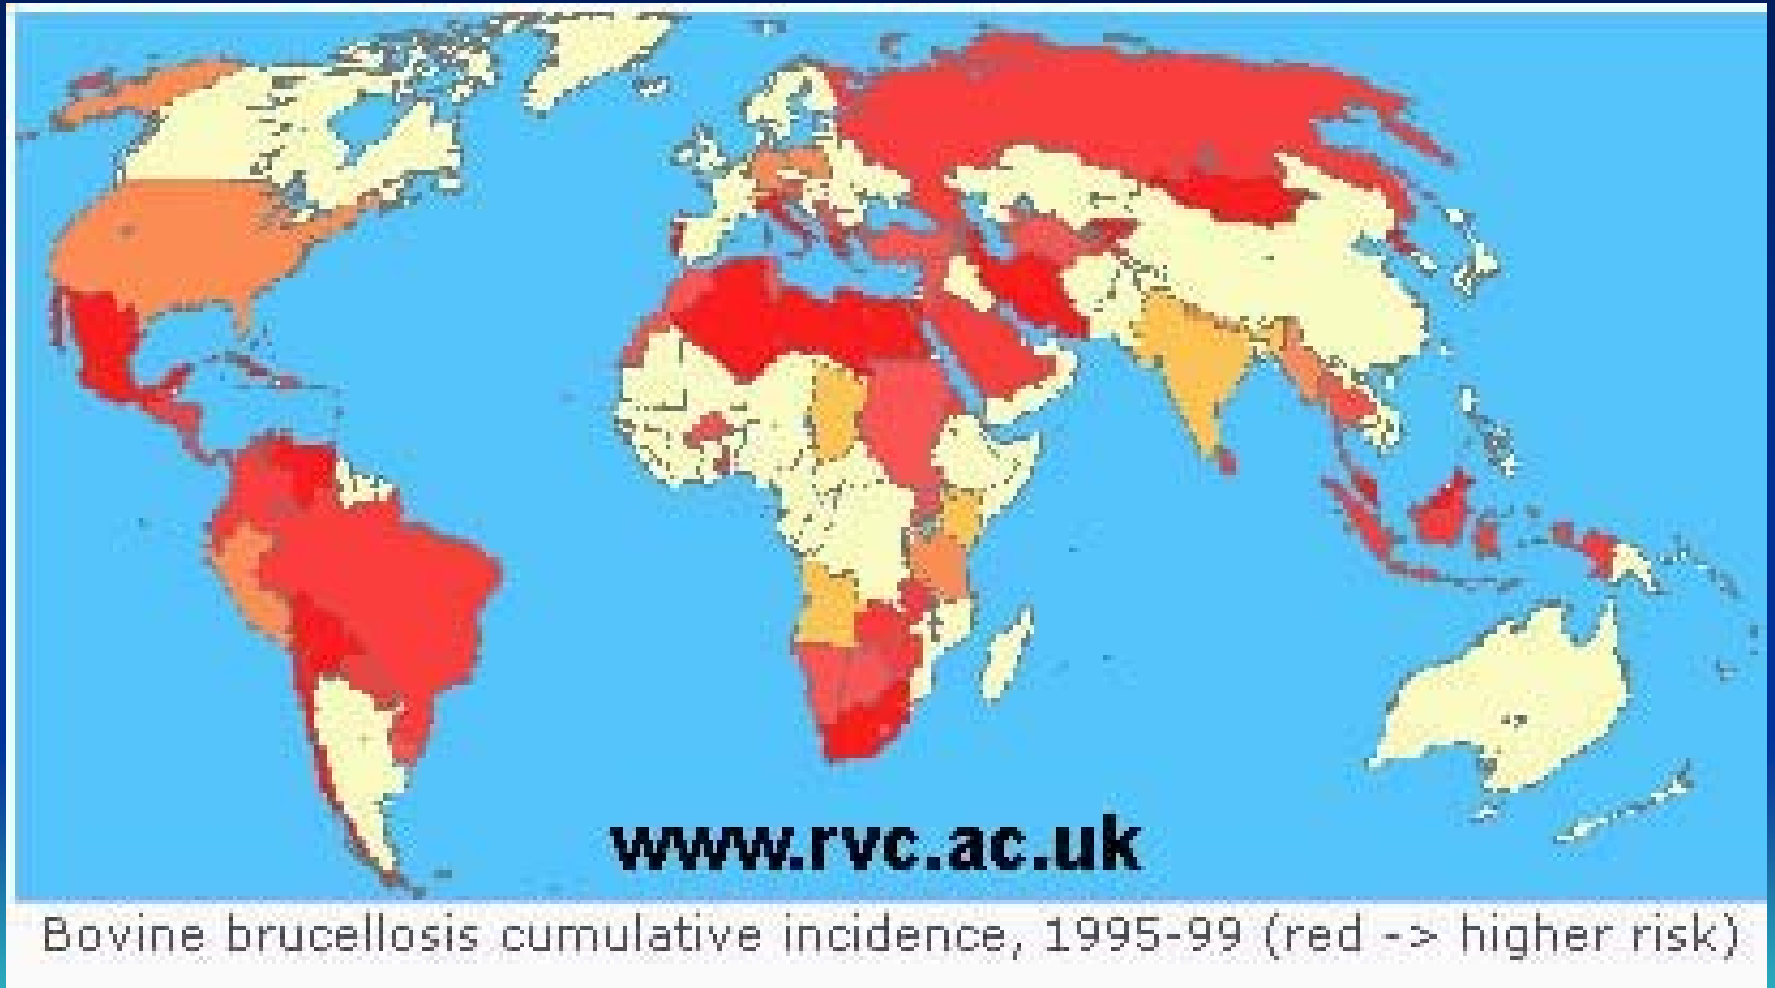 www.rvc.ac.uk
Bovine brucellosis cumulative incidence, 1995-99 (red -> higher risk)